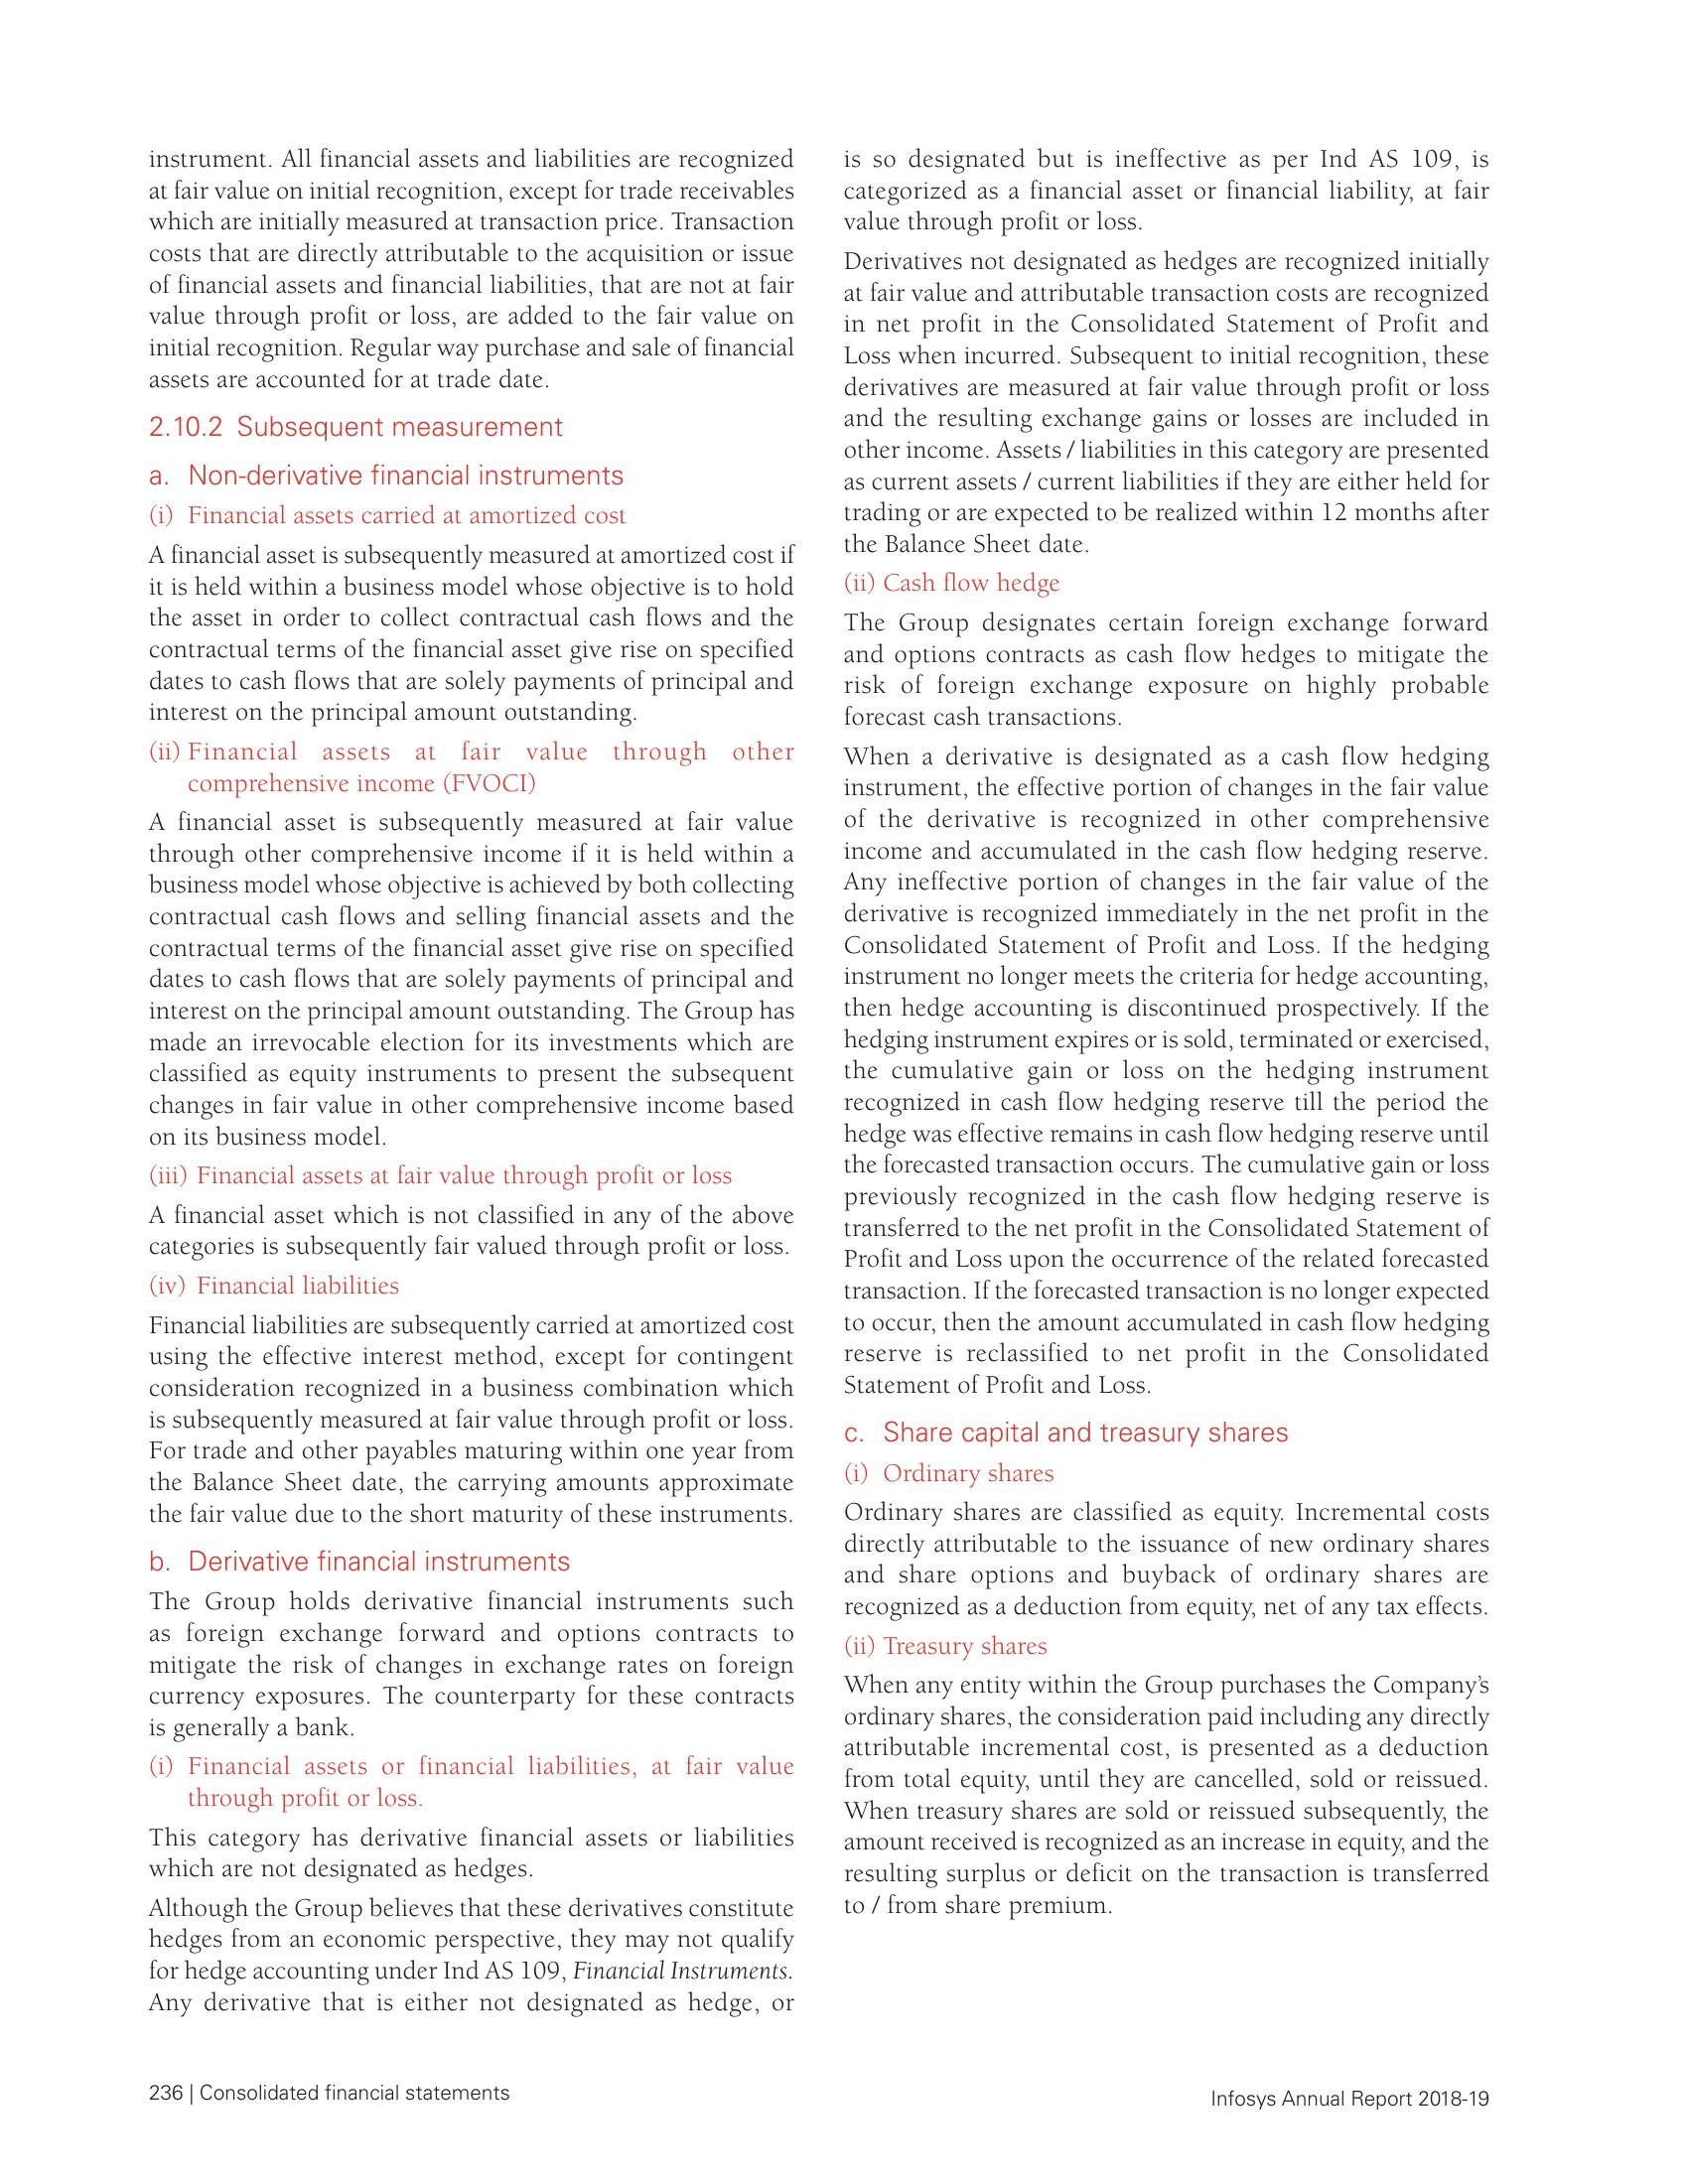 instrument. All financial assets and liabilities are recognized
at fair value on initial recognition, except for trade receivables
which are initially measured at transaction price. Transaction
costs that are directly attributable to the acquisition or issue
of financial assets and financial liabilities, that are not at fair
value through profit or loss, are added to the fair value on
initial recognition. Regular way purchase and sale of financial
assets are accounted for at trade date.
2.10.2 Subsequent measurement
a. Non-derivative financial instruments
(i) Financial assets carried at amortized cost
A financial asset is subsequently measured at amortized cost if
it is held within a business model whose objective is to hold
the asset in order to collect contractual cash flows and the
contractual terms of the financial asset give rise on specified
dates to cash flows that are solely payments of principal and
interest on the principal amount outstanding.
(ii) Financial assets at fair value through other
comprehensive income (FVOCI)
A financial asset is subsequently measured at fair value
through other comprehensive income if it is held within a
business model whose objective is achieved by both collecting
contractual cash flows and selling financial assets and the
contractual terms of the financial asset give rise on specified
dates to cash flows that are solely payments of principal and
interest on the principal amount outstanding. The Group has
made an irrevocable election for its investments which are
classified as equity instruments to present the subsequent
changes in fair value in other comprehensive income based
on its business model.
(iii) Financial assets at fair value through profit or loss
A financial asset which is not classified in any of the above
categories is subsequently fair valued through profit or loss.
(iv) Financial liabilities
Financial liabilities are subsequently carried at amortized cost
using the effective interest method, except for contingent
consideration recognized in a business combination which
is subsequently measured at fair value through profit or loss.
For trade and other payables maturing within one year from
the Balance Sheet date, the carrying amounts approximate
the fair value due to the short maturity of these instruments.
b. Derivative financial instruments
The Group holds derivative financial instruments such
as foreign exchange forward and options contracts to
mitigate the risk of changes in exchange rates on foreign
currency exposures. The counterparty for these contracts
is generally a bank.
(i) Financial assets or financial liabilities, at fair value
through profit or loss.
This category has derivative financial assets or liabilities
which are not designated as hedges.
Although the Group believes that these derivatives constitute
hedges from an economic perspective, they may not qualify
for hedge accounting under Ind AS 109, Financial Instruments.
Any derivative that is either not designated as hedge, or
is so designated but is ineffective as per Ind AS 109, is
categorized as a financial asset or financial liability, at fair
value through profit or loss.
Derivatives not designated as hedges are recognized initially
at fair value and attributable transaction costs are recognized
in net profit in the Consolidated Statement of Profit and
Loss when incurred. Subsequent to initial recognition, these
derivatives are measured at fair value through profit or loss
and the resulting exchange gains or losses are included in
other income. Assets / liabilities in this category are presented
as current assets / current liabilities if they are either held for
trading or are expected to be realized within 12 months after
the Balance Sheet date.
(ii) Cash flow hedge
The Group designates certain foreign exchange forward
and options contracts as cash flow hedges to mitigate the
risk of foreign exchange exposure on highly probable
forecast cash transactions.
When a derivative is designated as a cash flow hedging
instrument, the effective portion of changes in the fair value
of the derivative is recognized in other comprehensive
income and accumulated in the cash flow hedging reserve.
Any ineffective portion of changes in the fair value of the
derivative is recognized immediately in the net profit in the
Consolidated Statement of Profit and Loss. If the hedging
instrument no longer meets the criteria for hedge accounting,
then hedge accounting is discontinued prospectively. If the
hedging instrument expires or is sold, terminated or exercised,
the cumulative gain or loss on the hedging instrument
recognized in cash flow hedging reserve till the period the
hedge was effective remains in cash flow hedging reserve until
the forecasted transaction occurs. The cumulative gain or loss
previously recognized in the cash flow hedging reserve is
transferred to the net profit in the Consolidated Statement of
Profit and Loss upon the occurrence of the related forecasted
transaction. If the forecasted transaction is no longer expected
to occur, then the amount accumulated in cash flow hedging
reserve is reclassified to net profit in the Consolidated
Statement of Profit and Loss.
c. Share capital and treasury shares
(i) Ordinary shares
Ordinary shares are classified as equity. Incremental costs
directly attributable to the issuance of new ordinary shares
and share options and buyback of ordinary shares are
recognized as a deduction from equity, net of any tax effects.
(ii) Treasury shares
When any entity within the Group purchases the Company’s
ordinary shares, the consideration paid including any directly
attributable incremental cost, is presented as a deduction
from total equity, until they are cancelled, sold or reissued.
When treasury shares are sold or reissued subsequently, the
amount received is recognized as an increase in equity, and the
resulting surplus or deficit on the transaction is transferred
to / from share premium.
236 | Consolidated financial statements
Infosys Annual Report 2018-19